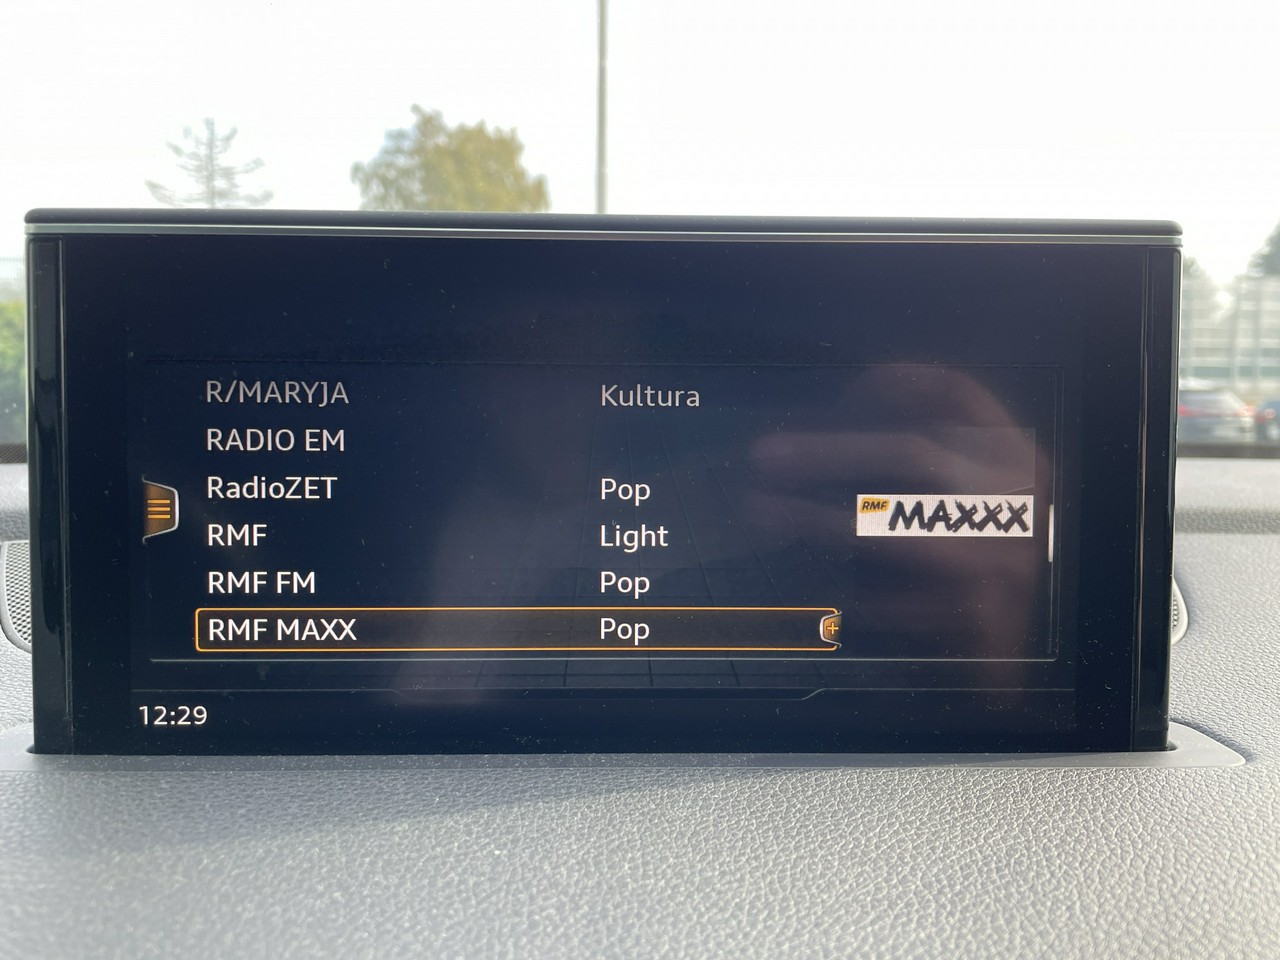 R/MARYJA Kultura
RADIO EM
RadioZET Pop
RMF Light
RMF FM Pop
RMF MAXX Pop
RMF MAXXX
12:29